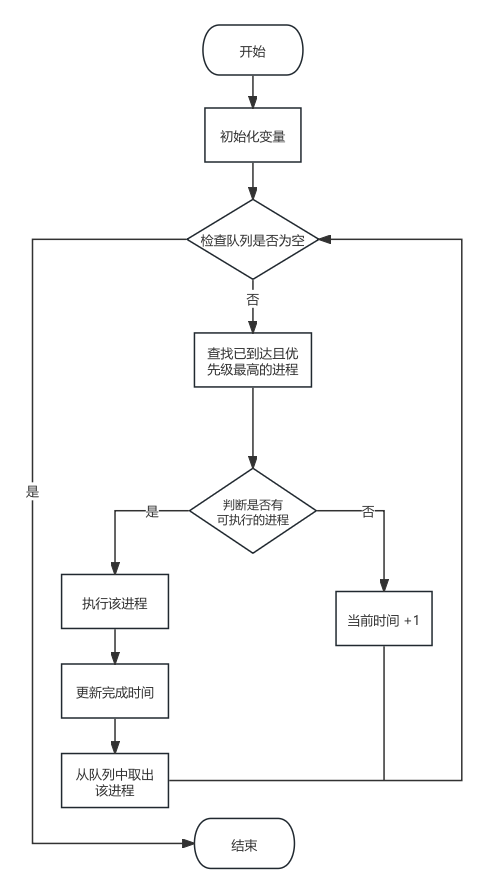 开始
初始化变量
检查队列是否为空
否
查找已到达且优
先级最高的进程
是
判断是否有
可执行的进程
是
否
执行该进程
当前时间 +1
更新完成时间
从队列中取出
该进程
结束